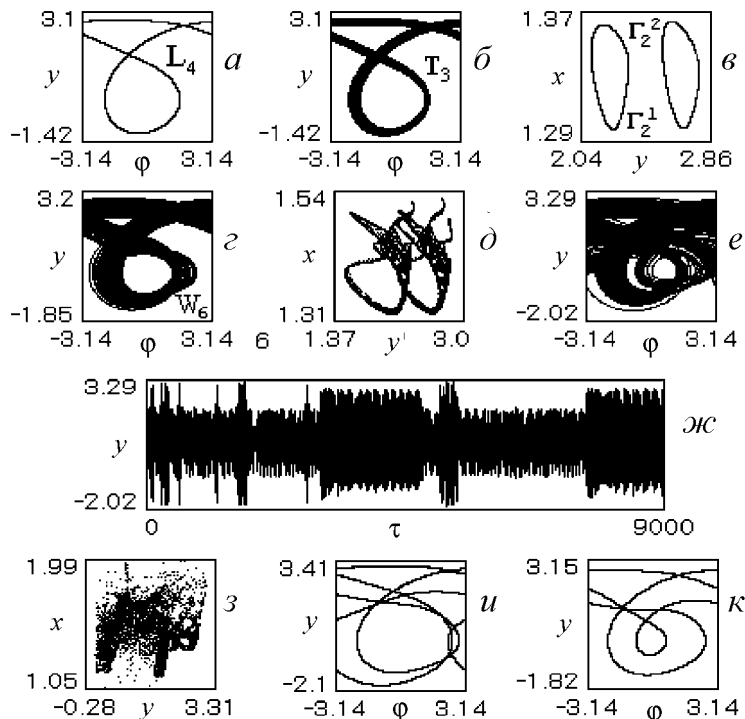 3.1
y
L₄
-1.42
-3.14 φ 3.14
а
3.1
y
T₃
-1.42
-3.14 φ 3.14
б
1.37
x
Γ₂²
Γ₂¹
1.29
2.04 y 2.86
в
3.2
y
W₆
-1.85
-3.14 φ 3.14
г
1.54
x
1.31
6 1.37 y 3.0
д
3.29
y
-2.02
-3.14 φ 3.14
е
3.29
y
-2.02
0 τ 9000
ж
1.99
x
1.05
-0.28 y 3.31
з
3.41
y
-2.1
-3.14 φ 3.14
и
3.15
y
-1.82
-3.14 φ 3.14
к